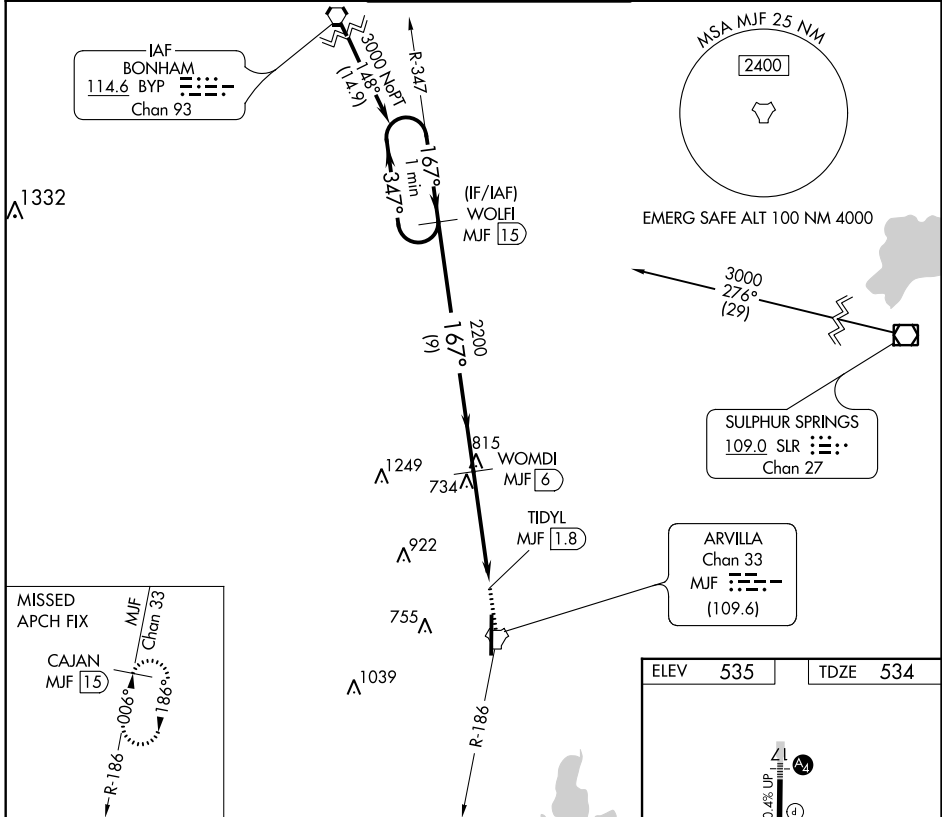 IAF
BONHAM
114.6 BYP
Chan 93
3000 NoPT
148°
(14.9)
R-347
MSA MJF 25 NM
2400
EMERG SAFE ALT 100 NM 4000
1332
167°
1 min
347°
(IF/IAF)
WOLFI
MJF 15
3000
276°
(29)
2200
167°
(9)
SULPHUR SPRINGS
109.0 SLR
Chan 27
815
WOMDI
MJF 6
1249
734
TIDYL
MJF 1.8
922
ARVILLA
Chan 33
MJF
(109.6)
755
1039
R-186
MISSED
APCH FIX
MJF
Chan 33
CAJAN
MJF 15
006°
186°
R-186
ELEV 535
TDZE 534
17
A4
0.4% UP
P